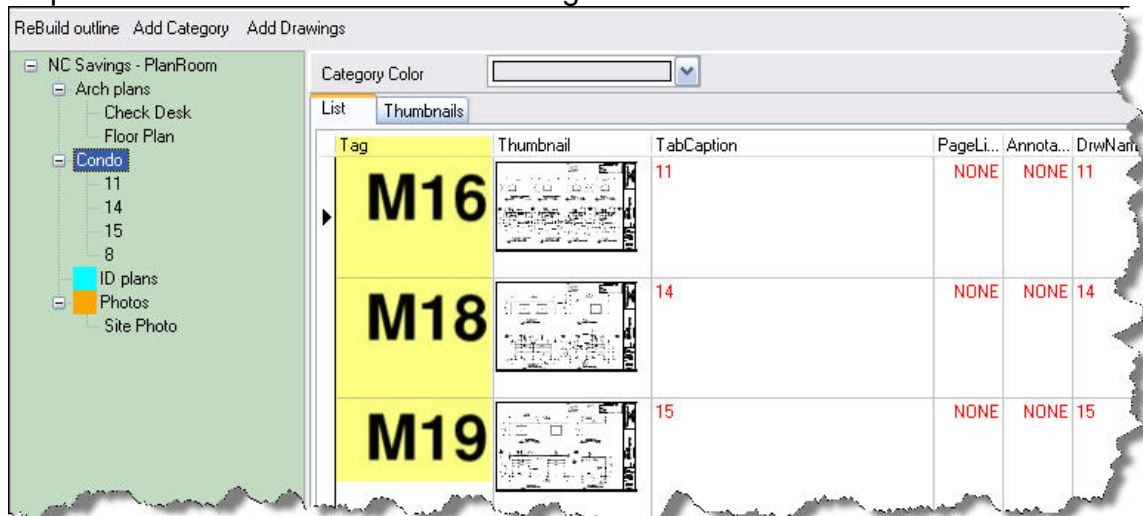 ReBuild outline Add Category Add Drawings
NC Savings - PlanRoom
Arch plans
Check Desk
Floor Plan
Condo
11
14
15
8
ID plans
Photos
Site Photo
Category Color
List Thumbnails
Tag Thumbnail TabCaption PageLi... Annota... DrwNam
M16 11 NONE NONE 11
M18 14 NONE NONE 14
M19 15 NONE NONE 15